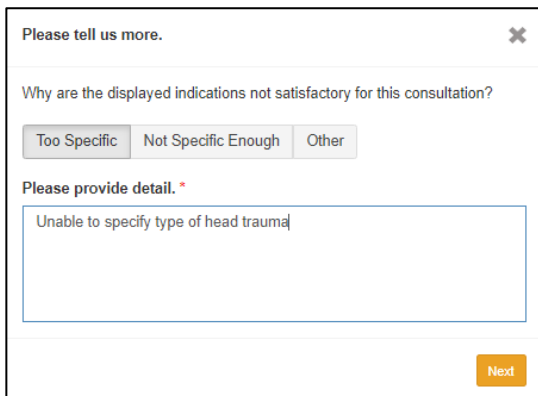 Please tell us more.
Why are the displayed indications not satisfactory for this consultation?
Too Specific Not Specific Enough Other
Please provide detail. *
Unable to specify type of head trauma
Next